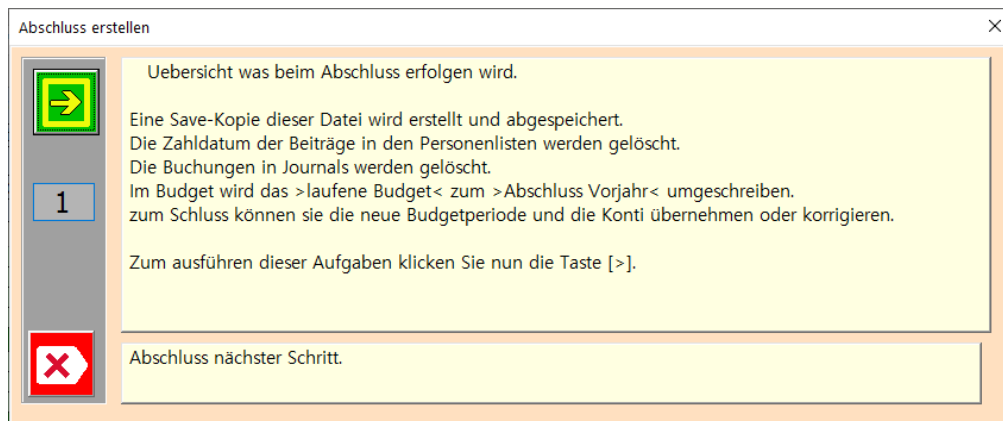 Abschluss erstellen
Uebersicht was beim Abschluss erfolgen wird.
Eine Save-Kopie dieser Datei wird erstellt und abgespeichert.
Die Zahldatum der Beiträge in den Personenlisten werden gelöscht.
Die Buchungen in Journals werden gelöscht.
1
Im Budget wird das >laufene Budget< zum >Abschluss Vorjahr< umgeschreiben.
zum Schluss können sie die neue Budgetperiode und die Konti übernehmen oder korrigieren.
Zum ausführen dieser Aufgaben klicken Sie nun die Taste [>].
Abschluss nächster Schritt.